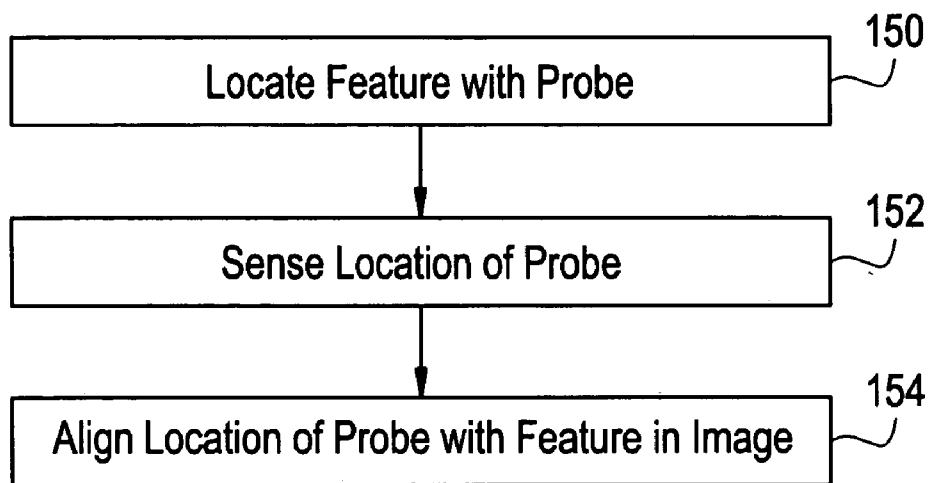 150
Locate Feature with Probe
152
Sense Location of Probe
154
Align Location of Probe with Feature in Image